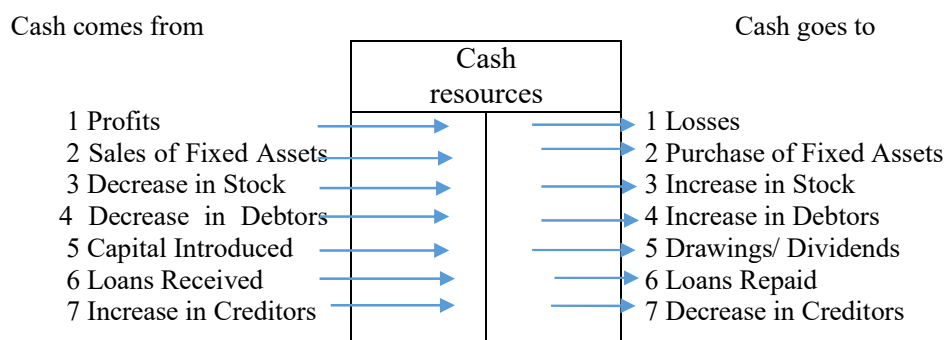 Cash comes from
Cash goes to
Cash
resources
1 Profits
2 Sales of Fixed Assets
3 Decrease in Stock
4 Decrease in Debtors
5 Capital Introduced
6 Loans Received
7 Increase in Creditors
1 Losses
2 Purchase of Fixed Assets
3 Increase in Stock
4 Increase in Debtors
5 Drawings/ Dividends
6 Loans Repaid
7 Decrease in Creditors